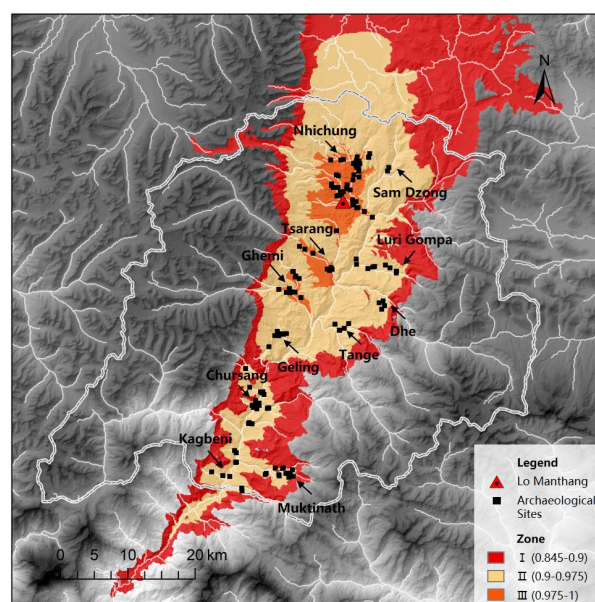 N
Nhichung
Sam Dzong
Tsarang
Luri Gompa
Ghemi
Dhe
Tange
Geling
Chursang
Kagbeni
Muktinath
Legend
Lo Manthang
Archaeological
Sites
Zone
I (0.845-0.9)
II (0.9-0.975)
III (0.975-1)
0 5 10 20 km